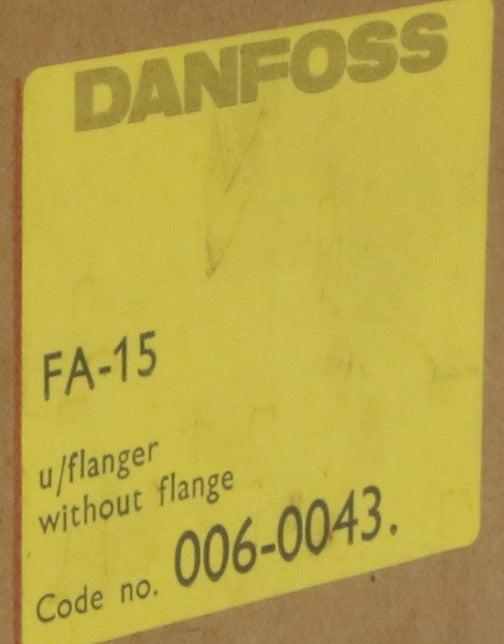 DANFOSS
FA-15
u/flanger
without flange
Code no. 006-0043.